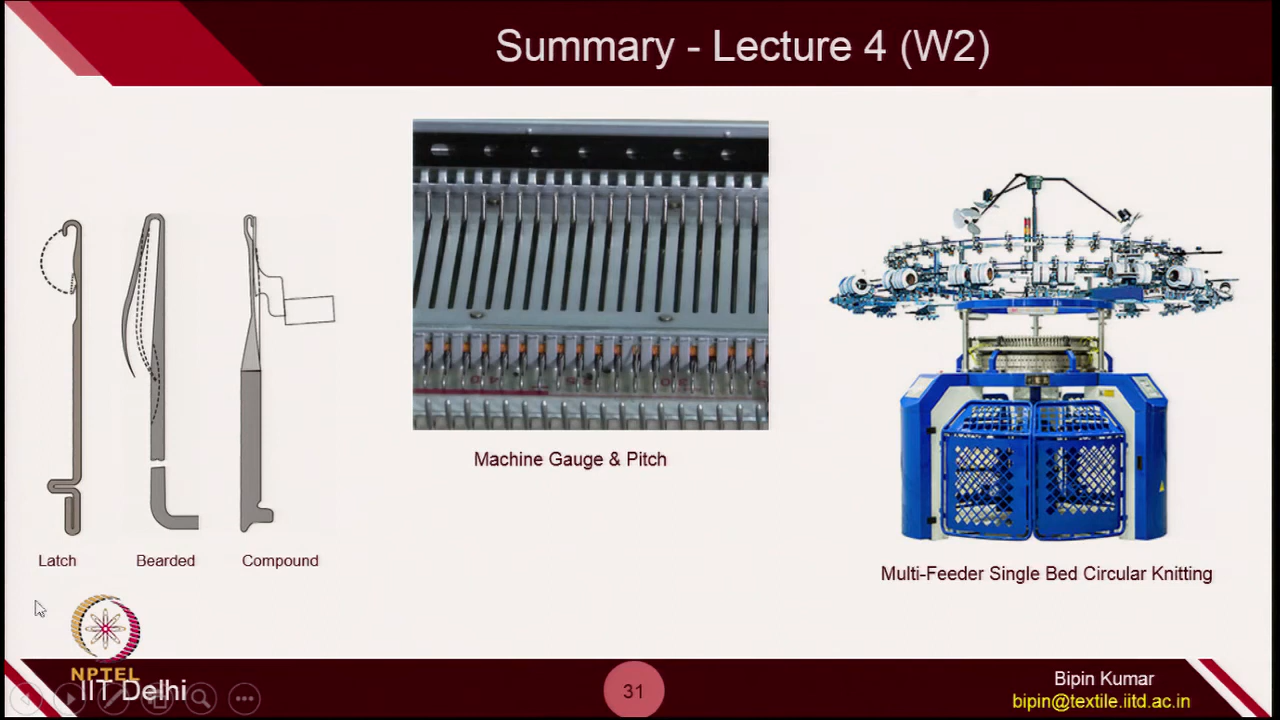 Summary - Lecture 4 (W2)
Latch
Bearded
Compound
Machine Gauge & Pitch
Multi-Feeder Single Bed Circular Knitting
NPTEL
IIT Delhi
31
Bipin Kumar
bipin@textile.iitd.ac.in